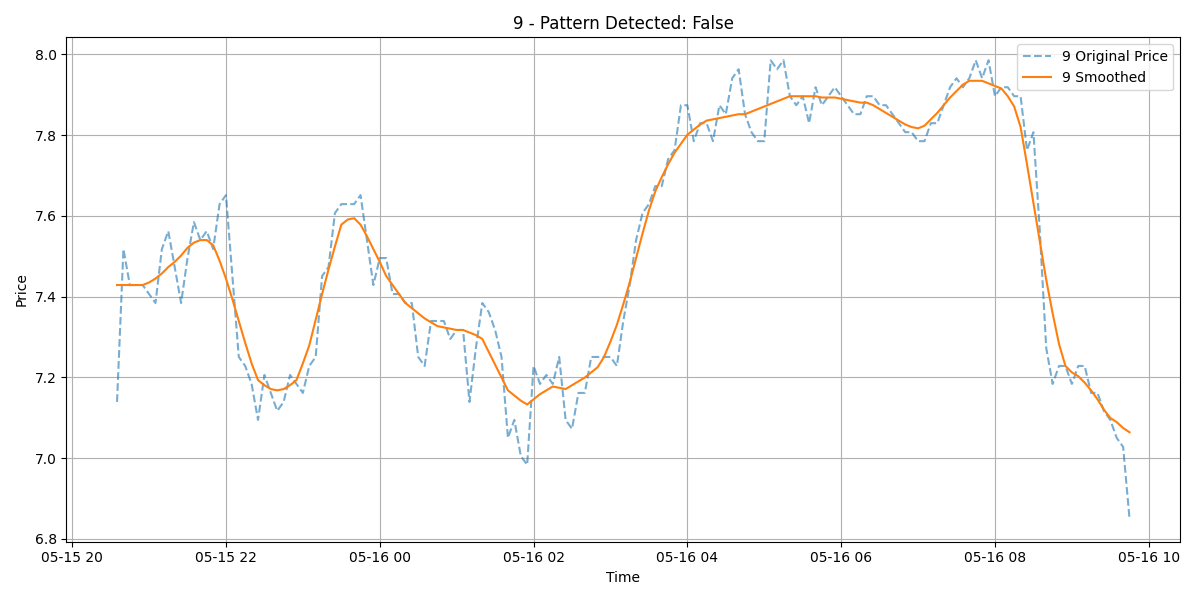 9 - Pattern Detected: False
9 Original Price
9 Smoothed
Price
8.0
7.8
7.6
7.4
7.2
7.0
6.8
05-15 20 05-15 22 05-16 00 05-16 02 05-16 04 05-16 06 05-16 08 05-16 10
Time